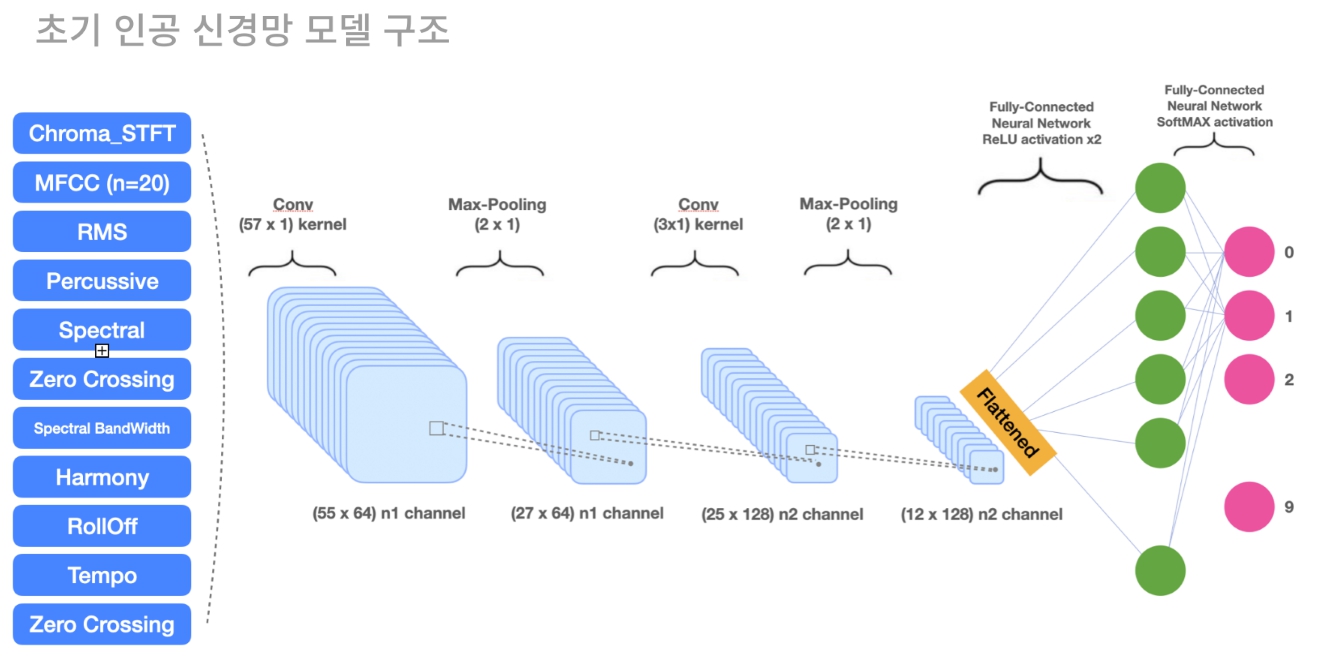 초기 인공 신경망 모델 구조
Chroma_STFT
MFCC (n=20)
RMS
Percussive
Spectral
Zero Crossing
Spectral BandWidth
Harmony
RollOff
Tempo
Zero Crossing
Conv
(57 x 1) kernel
Max-Pooling
(2 x 1)
Conv
(3x1) kernel
Max-Pooling
(2 x 1)
Fully-Connected
Neural Network
ReLU activation x2
Fully-Connected
Neural Network
SoftMAX activation
(55 x 64) n1 channel
(27 x 64) n1 channel
(25 x 128) n2 channel
(12 x 128) n2 channel
Flattened
0
1
2
9